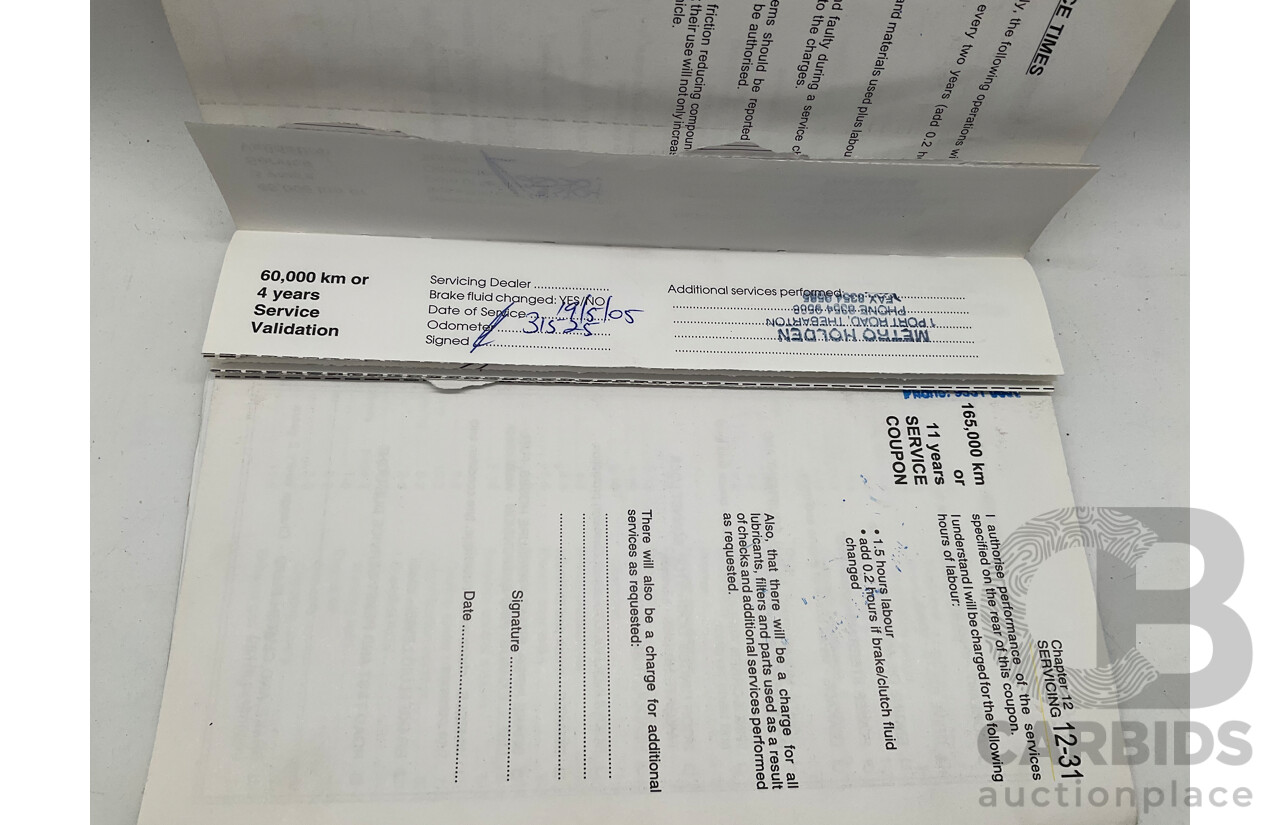 CE TIMES
ly, the following operations wi
every two years (add 0.2 h
and materials used plus labou
nd faulty during a service ch
to the charges.
ems should be reported
be authorised.
friction reducing compoun
their use will not only increas
hicle.
60,000 km or
4 years
Service
Validation
Servicing Dealer
Brake fluid changed: YES/NO
Date of Service 19/5/05
Odometer 31525
Signed
Additional services performed:
METRO HOLDEN
1 PORT ROAD, THEBARTON
PHONE 8354 9566
FAX 8354 9585
Chapter 12
SERVICING 12-31
165,000 km
or
11 years
SERVICE
COUPON
I authorise performance of the services
specified on the rear of this coupon.
I understand I will be charged for the following
hours of labour:
• 1.5 hours labour
• add 0.2 hours if brake/clutch fluid
changed
Also, that there will be a charge for all
lubricants, filters and parts used as a result
of checks and additional services performed
as requested.
There will also be a charge for additional
services as requested:
Signature
Date
CARBIDS
auctionplace